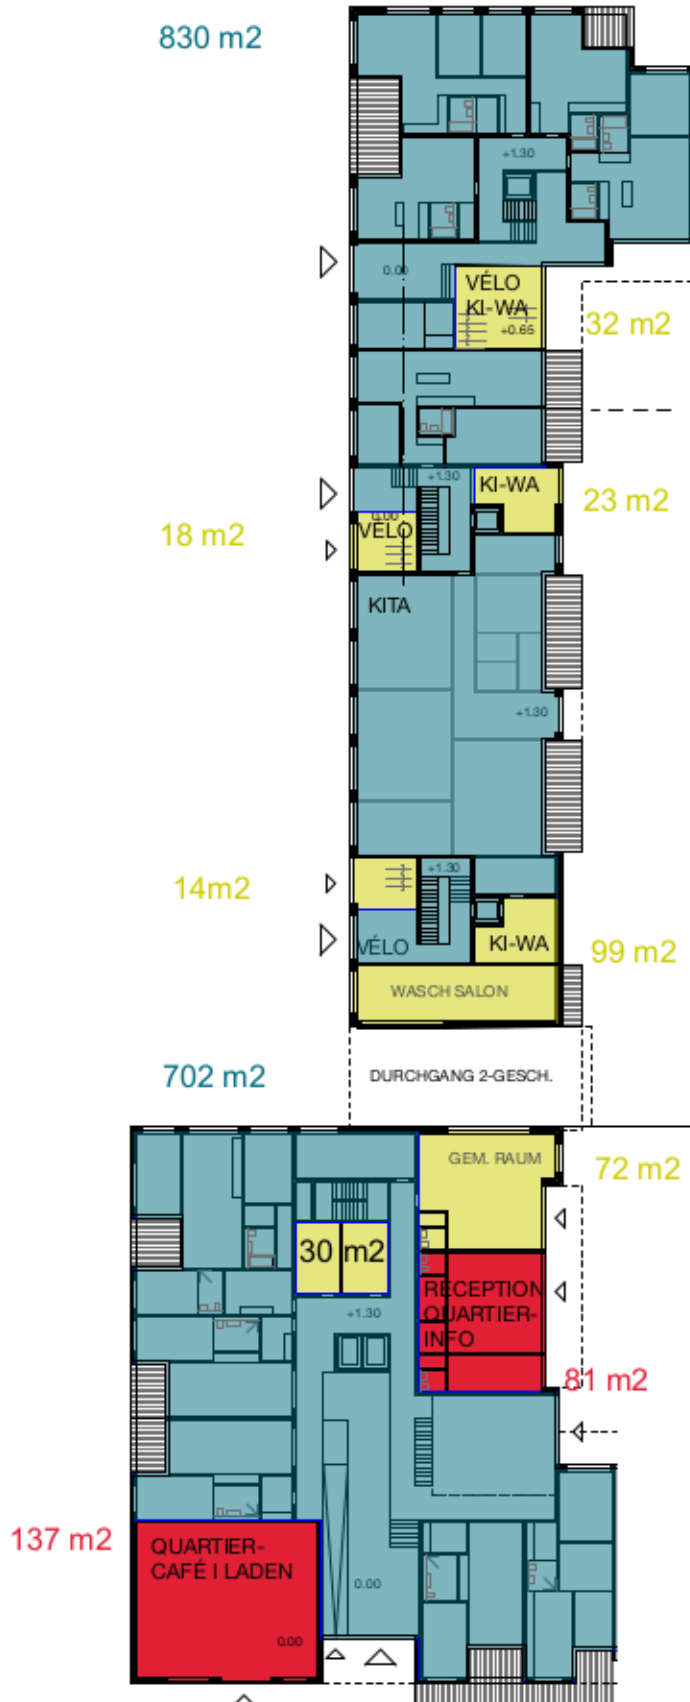 830 m2
+1.30
0.00
VÉLO
KI-WA
+0.65
32 m2
+1.30
KI-WA
23 m2
18 m2
0.00
VÉLO
KITA
+1.30
14m2
+1.30
VÉLO
KI-WA
99 m2
WASCH SALON
702 m2
DURCHGANG 2-GESCH.
GEM. RAUM
72 m2
30 m2
+1.30
RECEPTION
QUARTIER-
INFO
81 m2
137 m2
QUARTIER-
CAFÉ I LADEN
0.00
0.00